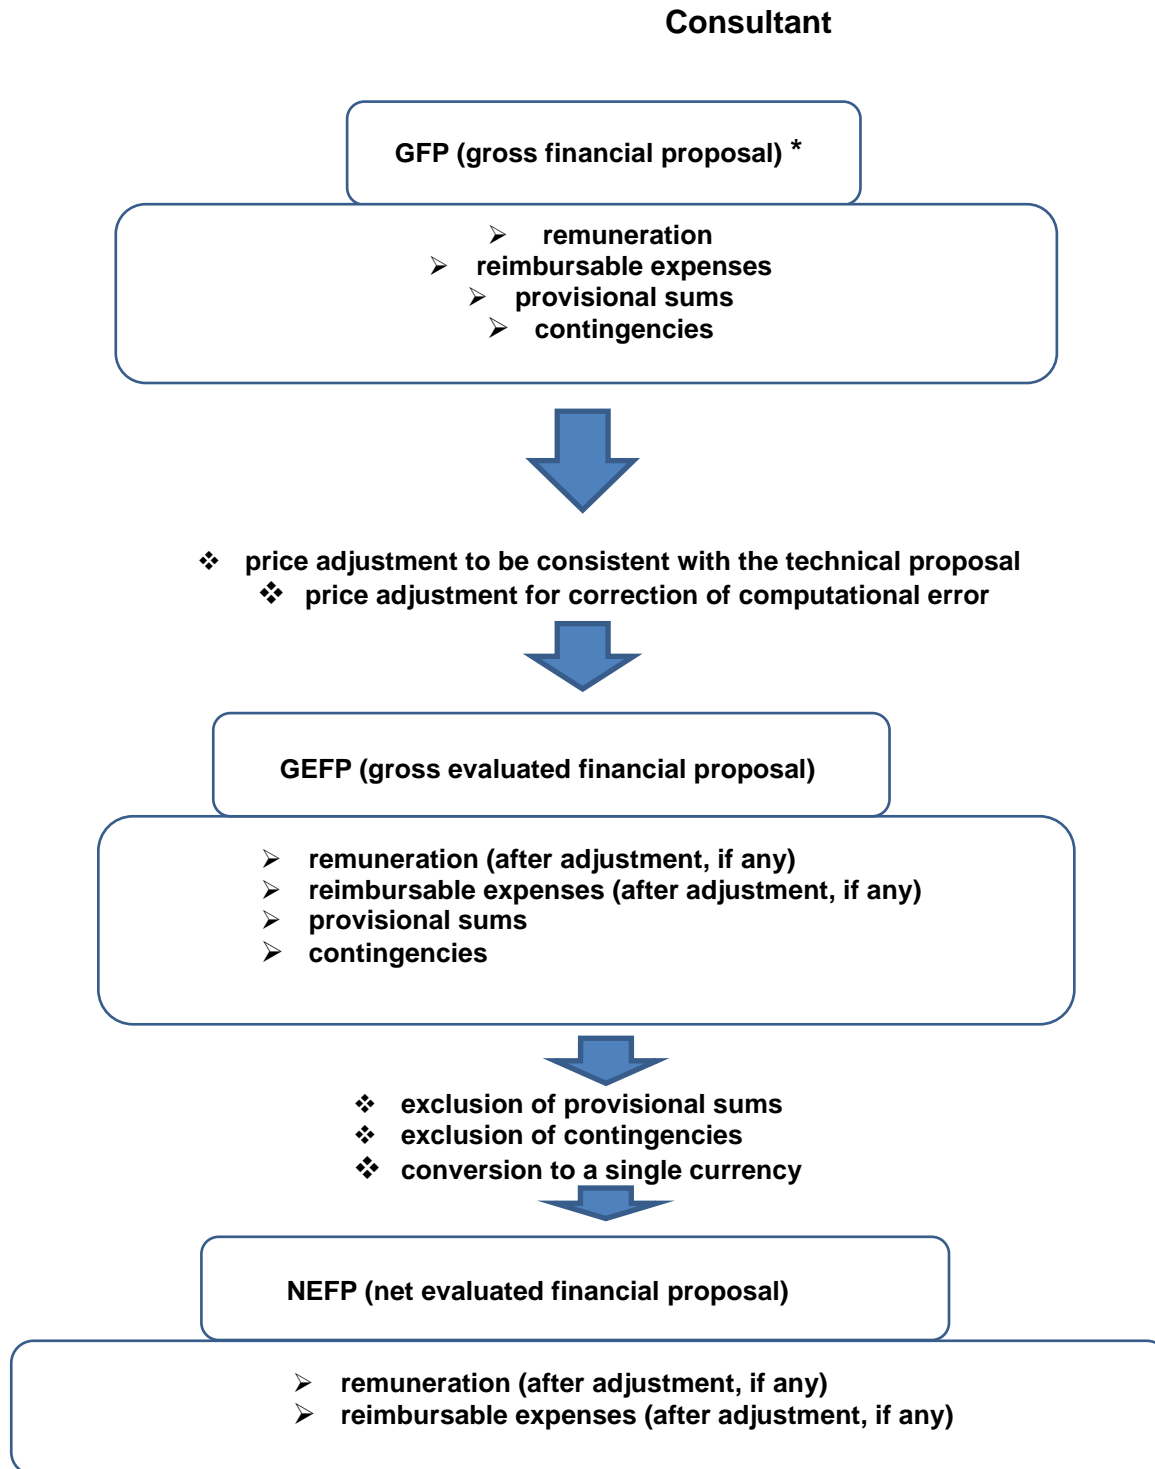 Consultant
GFP (gross financial proposal) *
➢ remuneration
➢ reimbursable expenses
➢ provisional sums
➢ contingencies
❖ price adjustment to be consistent with the technical proposal
❖ price adjustment for correction of computational error
GEFP (gross evaluated financial proposal)
➢ remuneration (after adjustment, if any)
➢ reimbursable expenses (after adjustment, if any)
➢ provisional sums
➢ contingencies
❖ exclusion of provisional sums
❖ exclusion of contingencies
❖ conversion to a single currency
NEFP (net evaluated financial proposal)
➢ remuneration (after adjustment, if any)
➢ reimbursable expenses (after adjustment, if any)